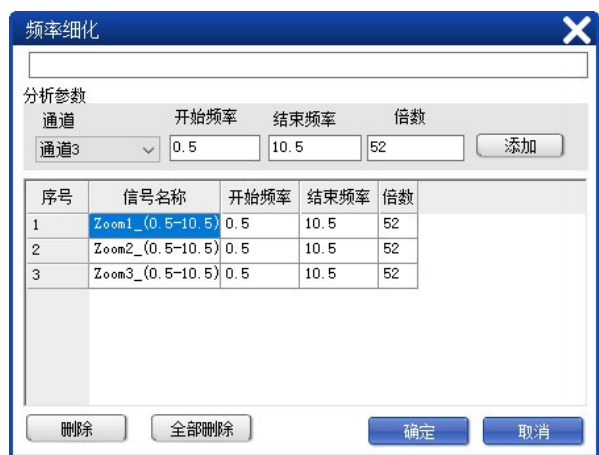 频率细化
分析参数
通道 开始频率 结束频率 倍数
通道3 0.5 10.5 52 添加
序号 信号名称 开始频率 结束频率 倍数
1 Zoom1_(0.5-10.5) 0.5 10.5 52
2 Zoom2_(0.5-10.5) 0.5 10.5 52
3 Zoom3_(0.5-10.5) 0.5 10.5 52
删除 全部删除 确定 取消